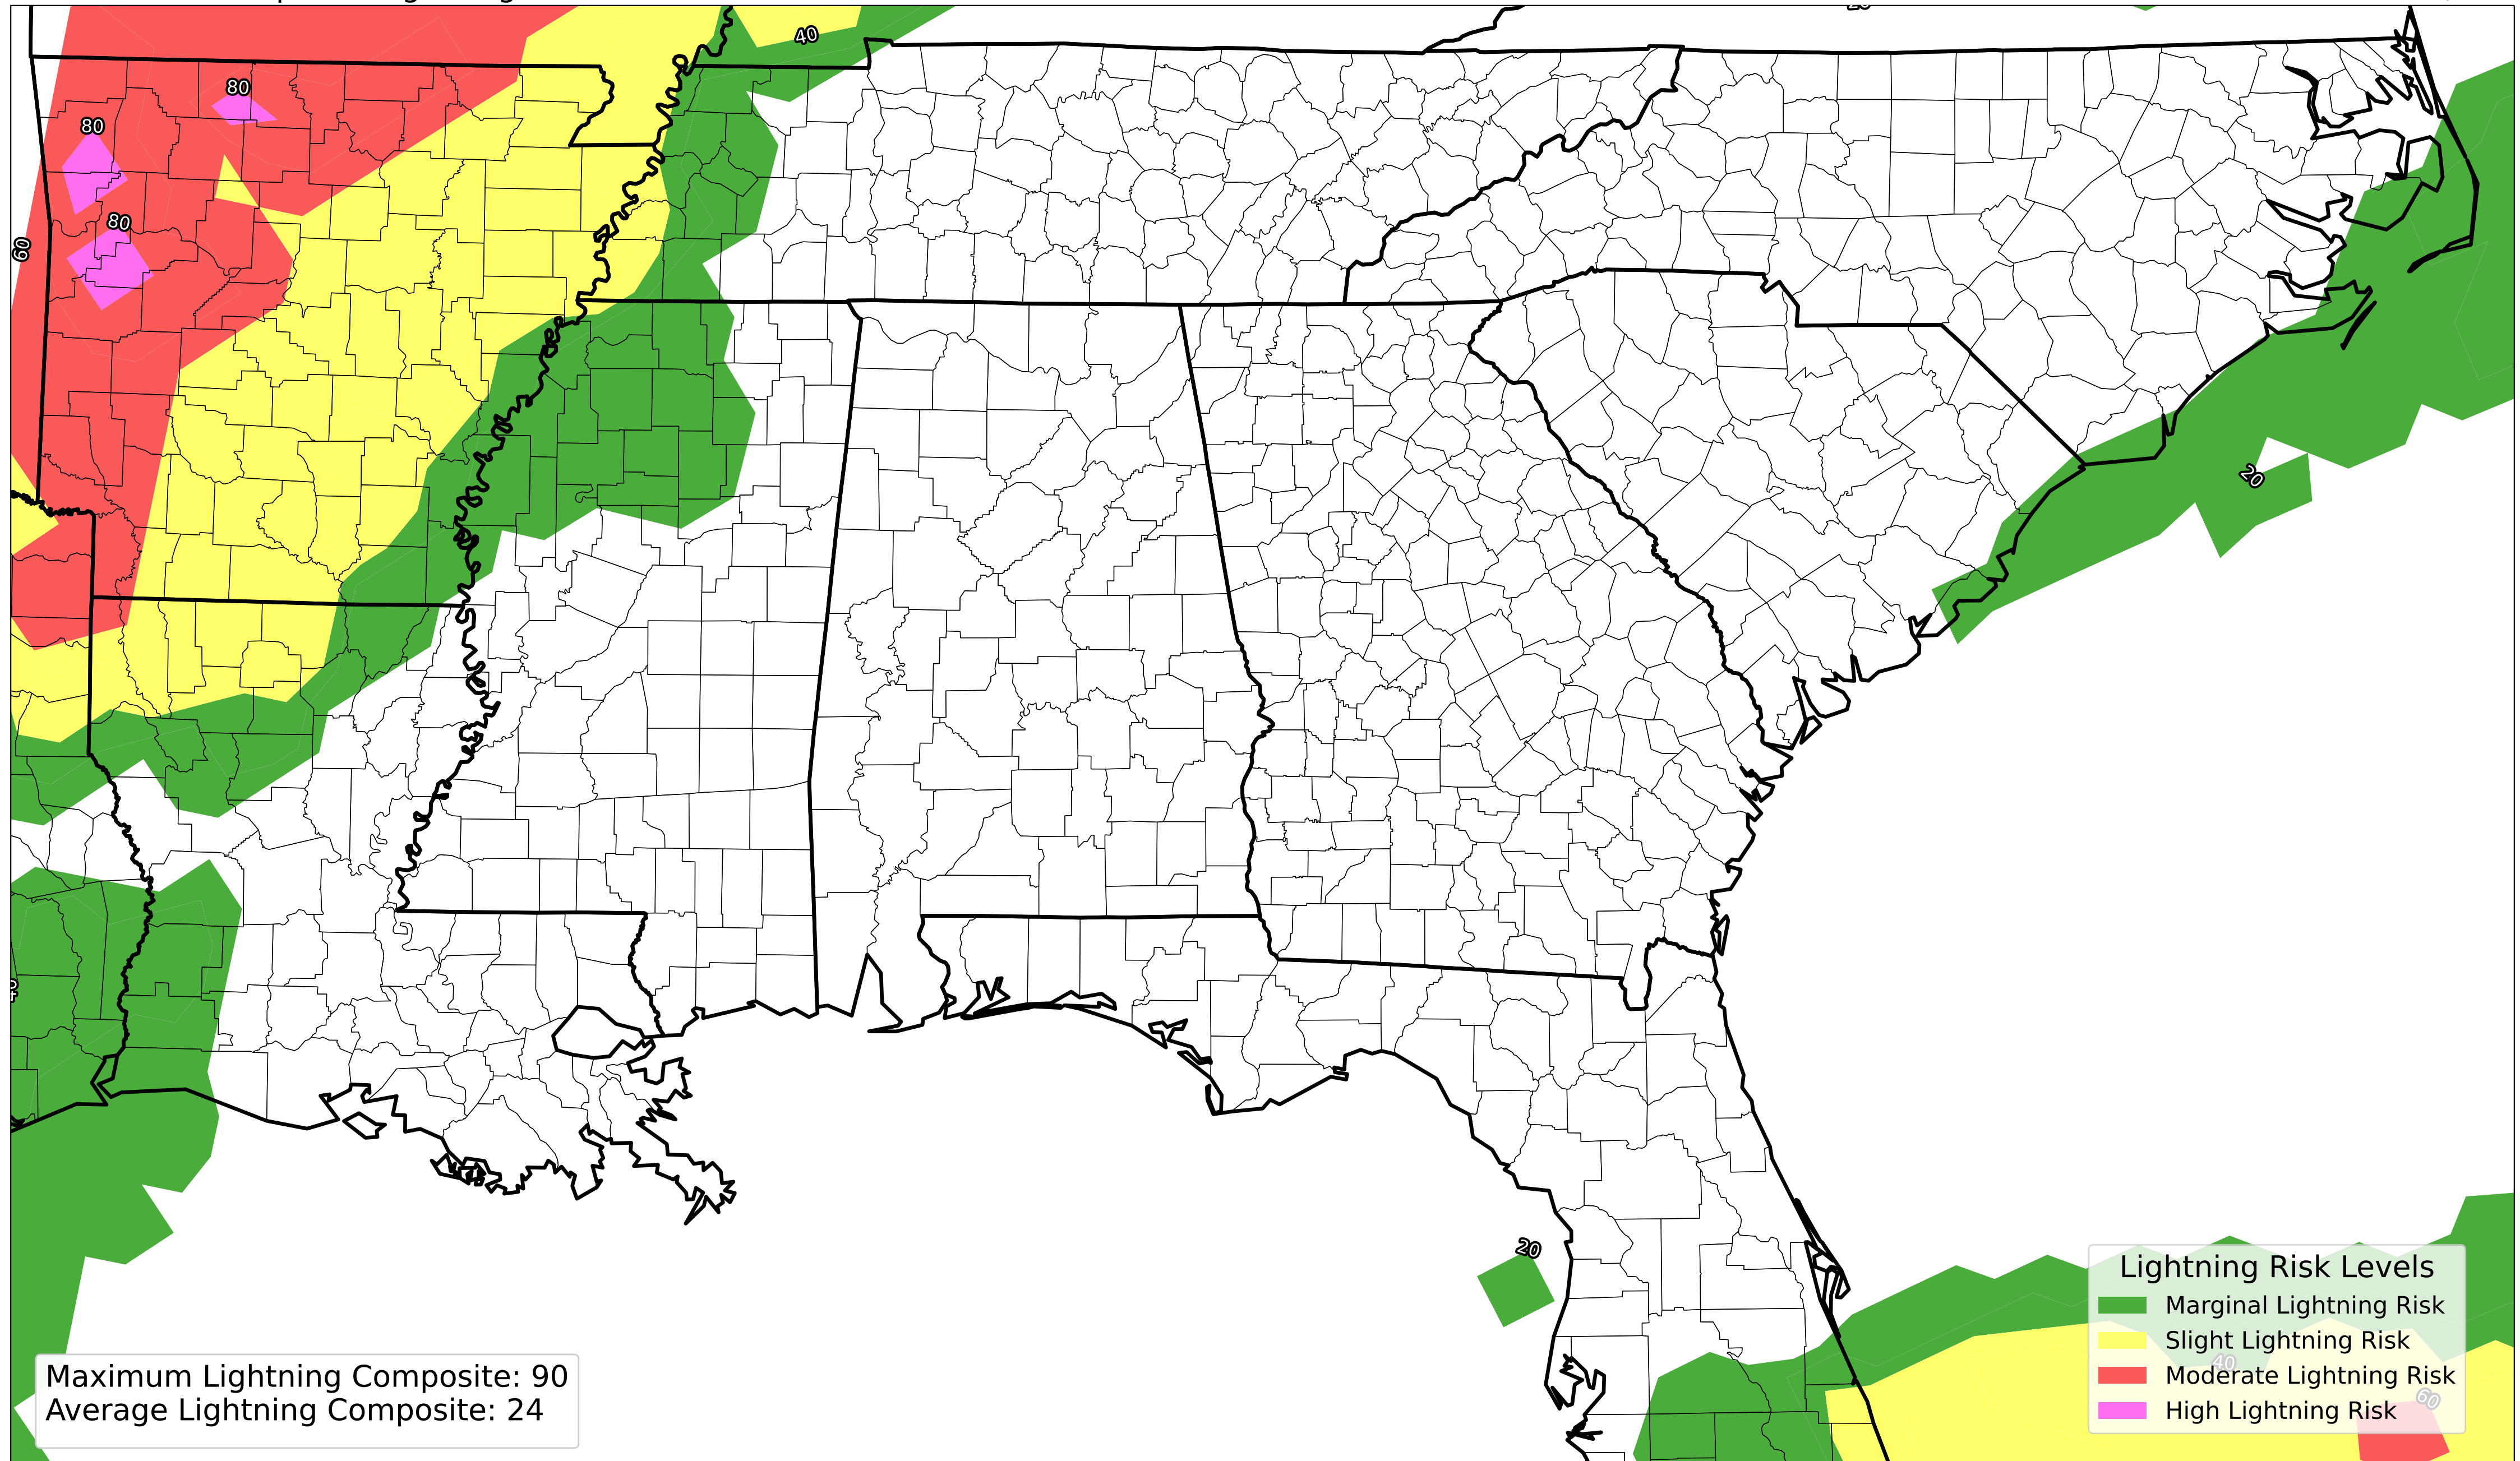 40
80
80
80
60
20
20
Lightning Risk Levels
Marginal Lightning Risk
Slight Lightning Risk
40
Moderate Lightning Risk
60
High Lightning Risk
Maximum Lightning Composite: 90
Average Lightning Composite: 24